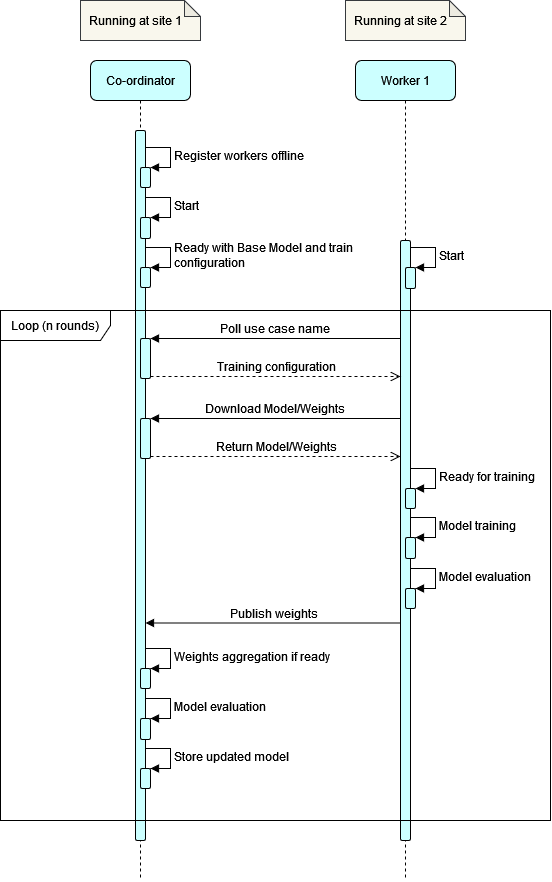 Running at site 1
Running at site 2
Co-ordinator
Worker 1
Register workers offline
Start
Ready with Base Model and train
configuration
Start
Loop (n rounds)
Poll use case name
Training configuration
Download Model/Weights
Return Model/Weights
Ready for training
Model training
Model evaluation
Publish weights
Weights aggregation if ready
Model evaluation
Store updated model